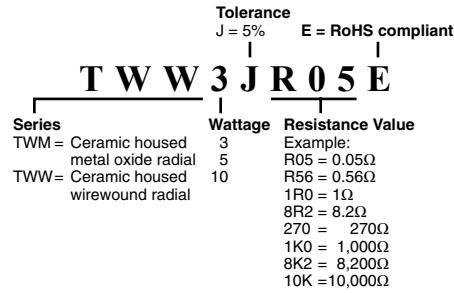 Tolerance
J = 5%
E = RoHS compliant
T W W 3 J R 0 5 E
Series
TWM = Ceramic housed
metal oxide radial
TWW = Ceramic housed
wirewound radial
Wattage
3
5
10
Resistance Value
Example:
R05 = 0.05Ω
R56 = 0.56Ω
1R0 = 1Ω
8R2 = 8.2Ω
270 = 270Ω
1K0 = 1,000Ω
8K2 = 8,200Ω
10K =10,000Ω